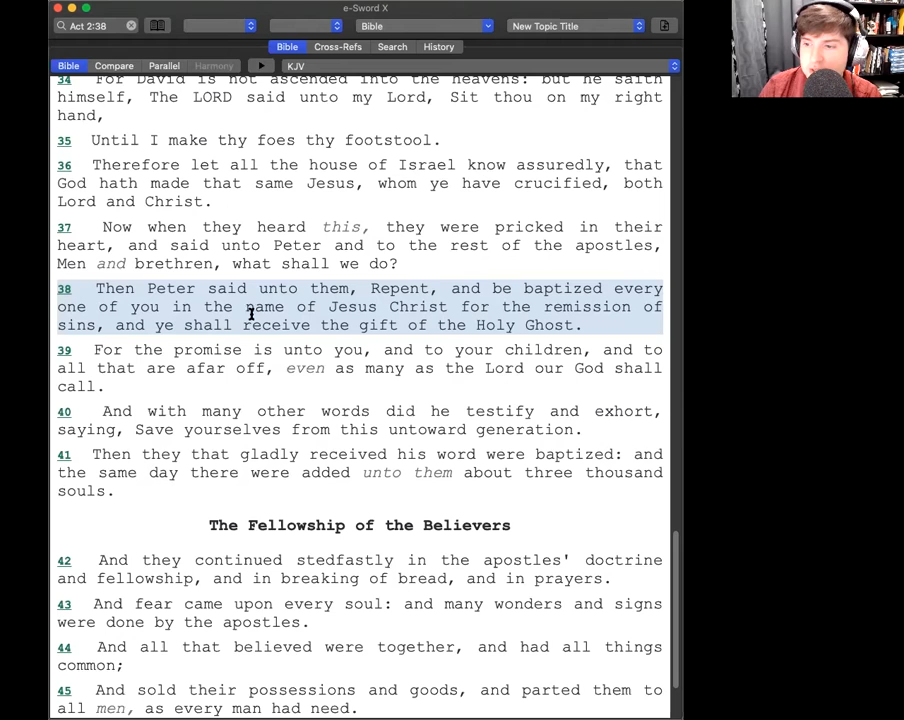 e-Sword X
Act 2:38
Bible
New Topic Title
Bible Cross-Refs Search History
Bible Compare Parallel Harmony KJV
34 For David is not ascended into the heavens: but he saith
himself, The LORD said unto my Lord, Sit thou on my right
hand,
35 Until I make thy foes thy footstool.
36 Therefore let all the house of Israel know assuredly, that
God hath made that same Jesus, whom ye have crucified, both
Lord and Christ.
37 Now when they heard this, they were pricked in their
heart, and said unto Peter and to the rest of the apostles,
Men and brethren, what shall we do?
38 Then Peter said unto them, Repent, and be baptized every
one of you in the name of Jesus Christ for the remission of
sins, and ye shall receive the gift of the Holy Ghost.
39 For the promise is unto you, and to your children, and to
all that are afar off, even as many as the Lord our God shall
call.
40 And with many other words did he testify and exhort,
saying, Save yourselves from this untoward generation.
41 Then they that gladly received his word were baptized: and
the same day there were added unto them about three thousand
souls.
The Fellowship of the Believers
42 And they continued stedfastly in the apostles' doctrine
and fellowship, and in breaking of bread, and in prayers.
43 And fear came upon every soul: and many wonders and signs
were done by the apostles.
44 And all that believed were together, and had all things
common;
45 And sold their possessions and goods, and parted them to
all men, as every man had need.